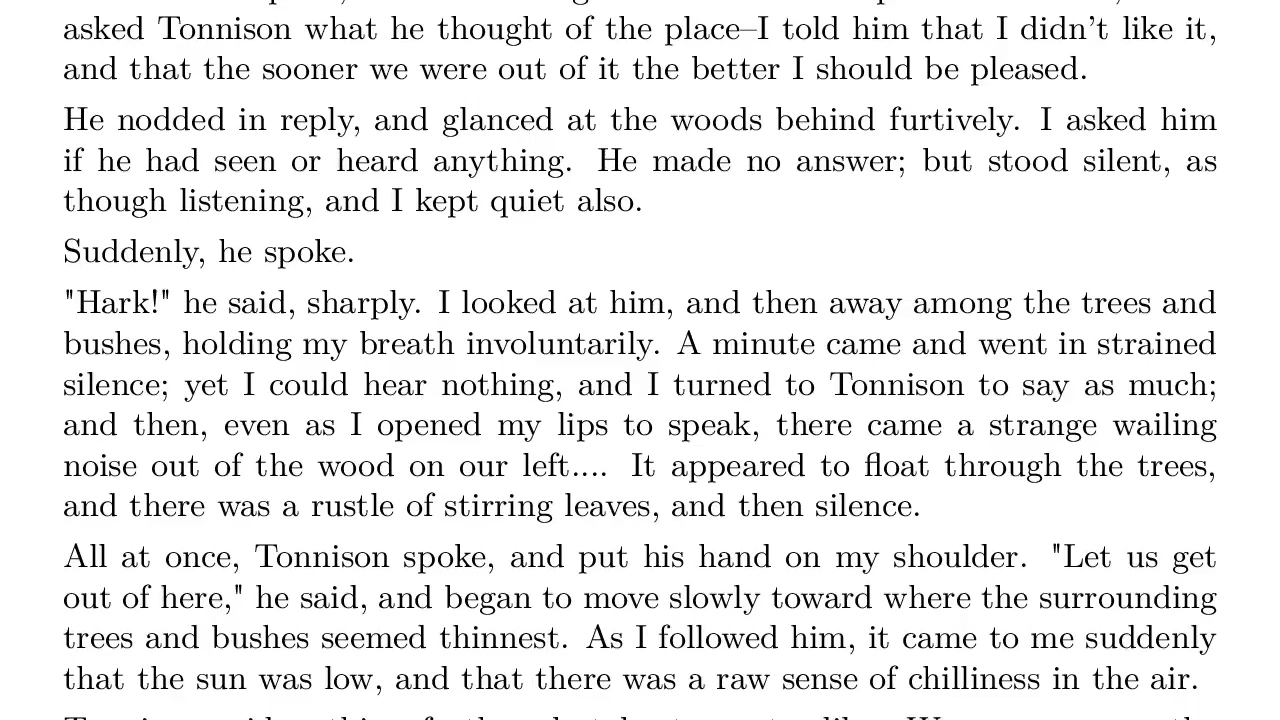 asked Tonnison what he thought of the place–I told him that I didn't like it,
and that the sooner we were out of it the better I should be pleased.
He nodded in reply, and glanced at the woods behind furtively. I asked him
if he had seen or heard anything. He made no answer; but stood silent, as
though listening, and I kept quiet also.
Suddenly, he spoke.
"Hark!" he said, sharply. I looked at him, and then away among the trees and
bushes, holding my breath involuntarily. A minute came and went in strained
silence; yet I could hear nothing, and I turned to Tonnison to say as much;
and then, even as I opened my lips to speak, there came a strange wailing
noise out of the wood on our left.... It appeared to float through the trees,
and there was a rustle of stirring leaves, and then silence.
All at once, Tonnison spoke, and put his hand on my shoulder. "Let us get
out of here," he said, and began to move slowly toward where the surrounding
trees and bushes seemed thinnest. As I followed him, it came to me suddenly
that the sun was low, and that there was a raw sense of chilliness in the air.